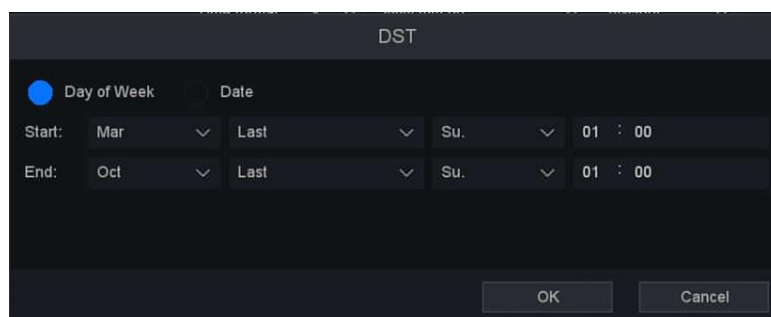 DST
Day of Week Date
Start: Mar Last Su. 01 : 00
End: Oct Last Su. 01 : 00
OK Cancel